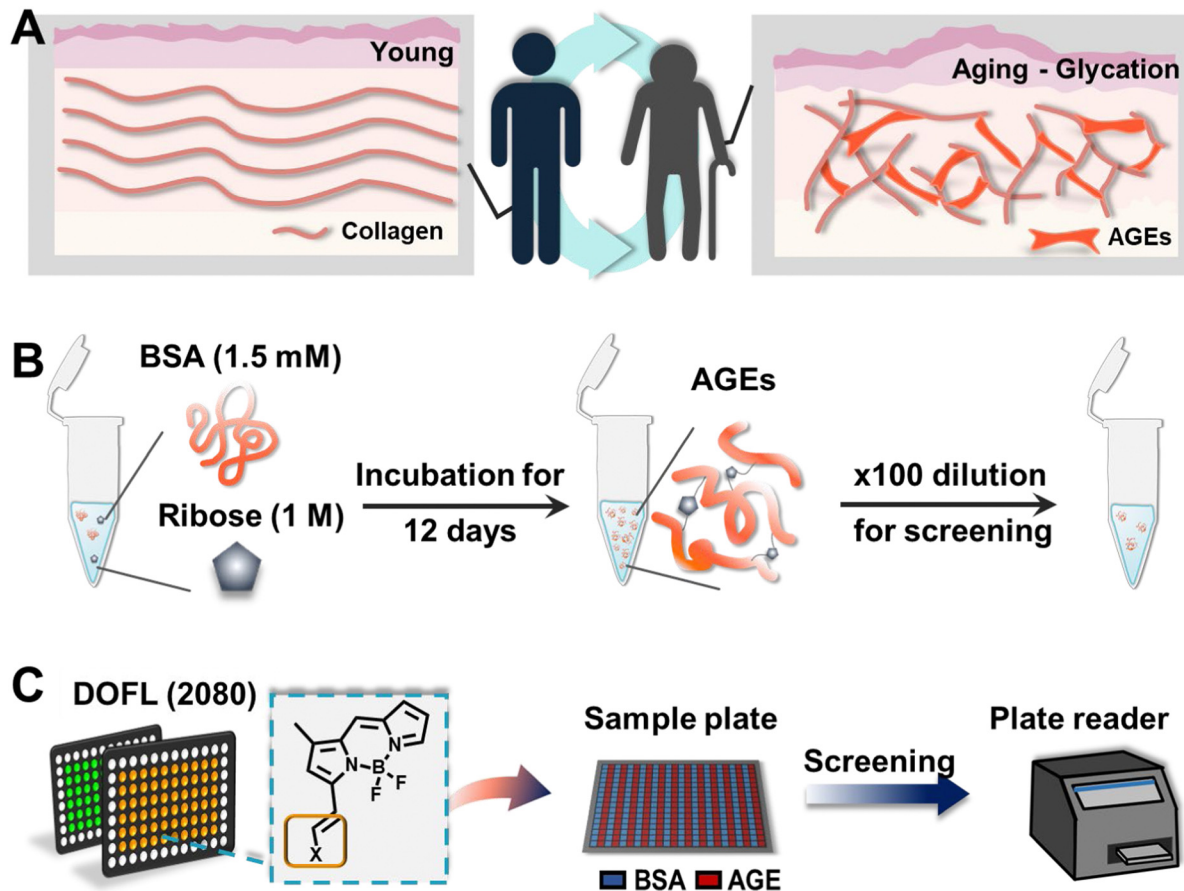 A
Young
Collagen
Aging - Glycation
AGEs
B
BSA (1.5 mM)
Ribose (1 M)
Incubation for
12 days
AGEs
x100 dilution
for screening
C
DOFL (2080)
N
N
B
F
F
X
Sample plate
BSA
AGE
Screening
Plate reader